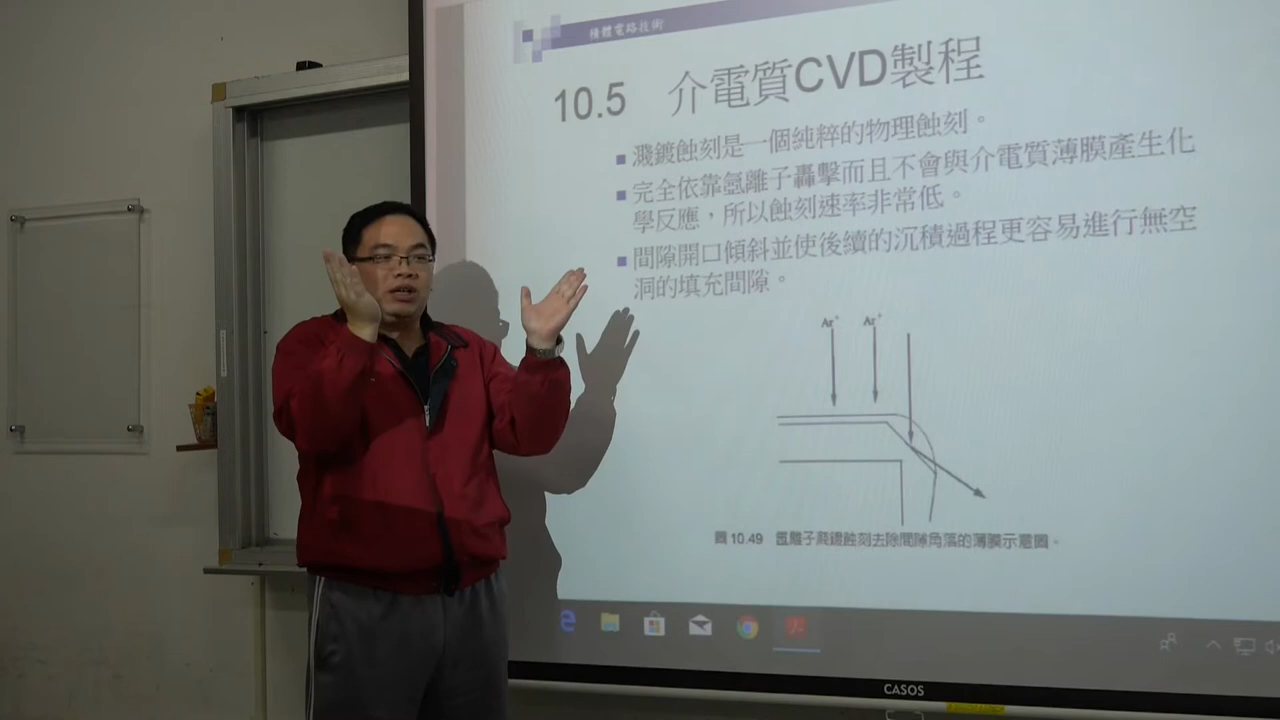 積體電路技術
10.5 介電質CVD製程
濺鍍蝕刻是一個純粹的物理蝕刻。
完全依靠氬離子轟擊而且不會與介電質薄膜產生化
學反應，所以蝕刻速率非常低。
間隙開口傾斜並使後續的沉積過程更容易進行無空
洞的填充間隙。
Ar⁺ Ar⁺
圖 10.49 氬離子濺鍍蝕刻去除間隙角落的薄膜示意圖。
CASOS